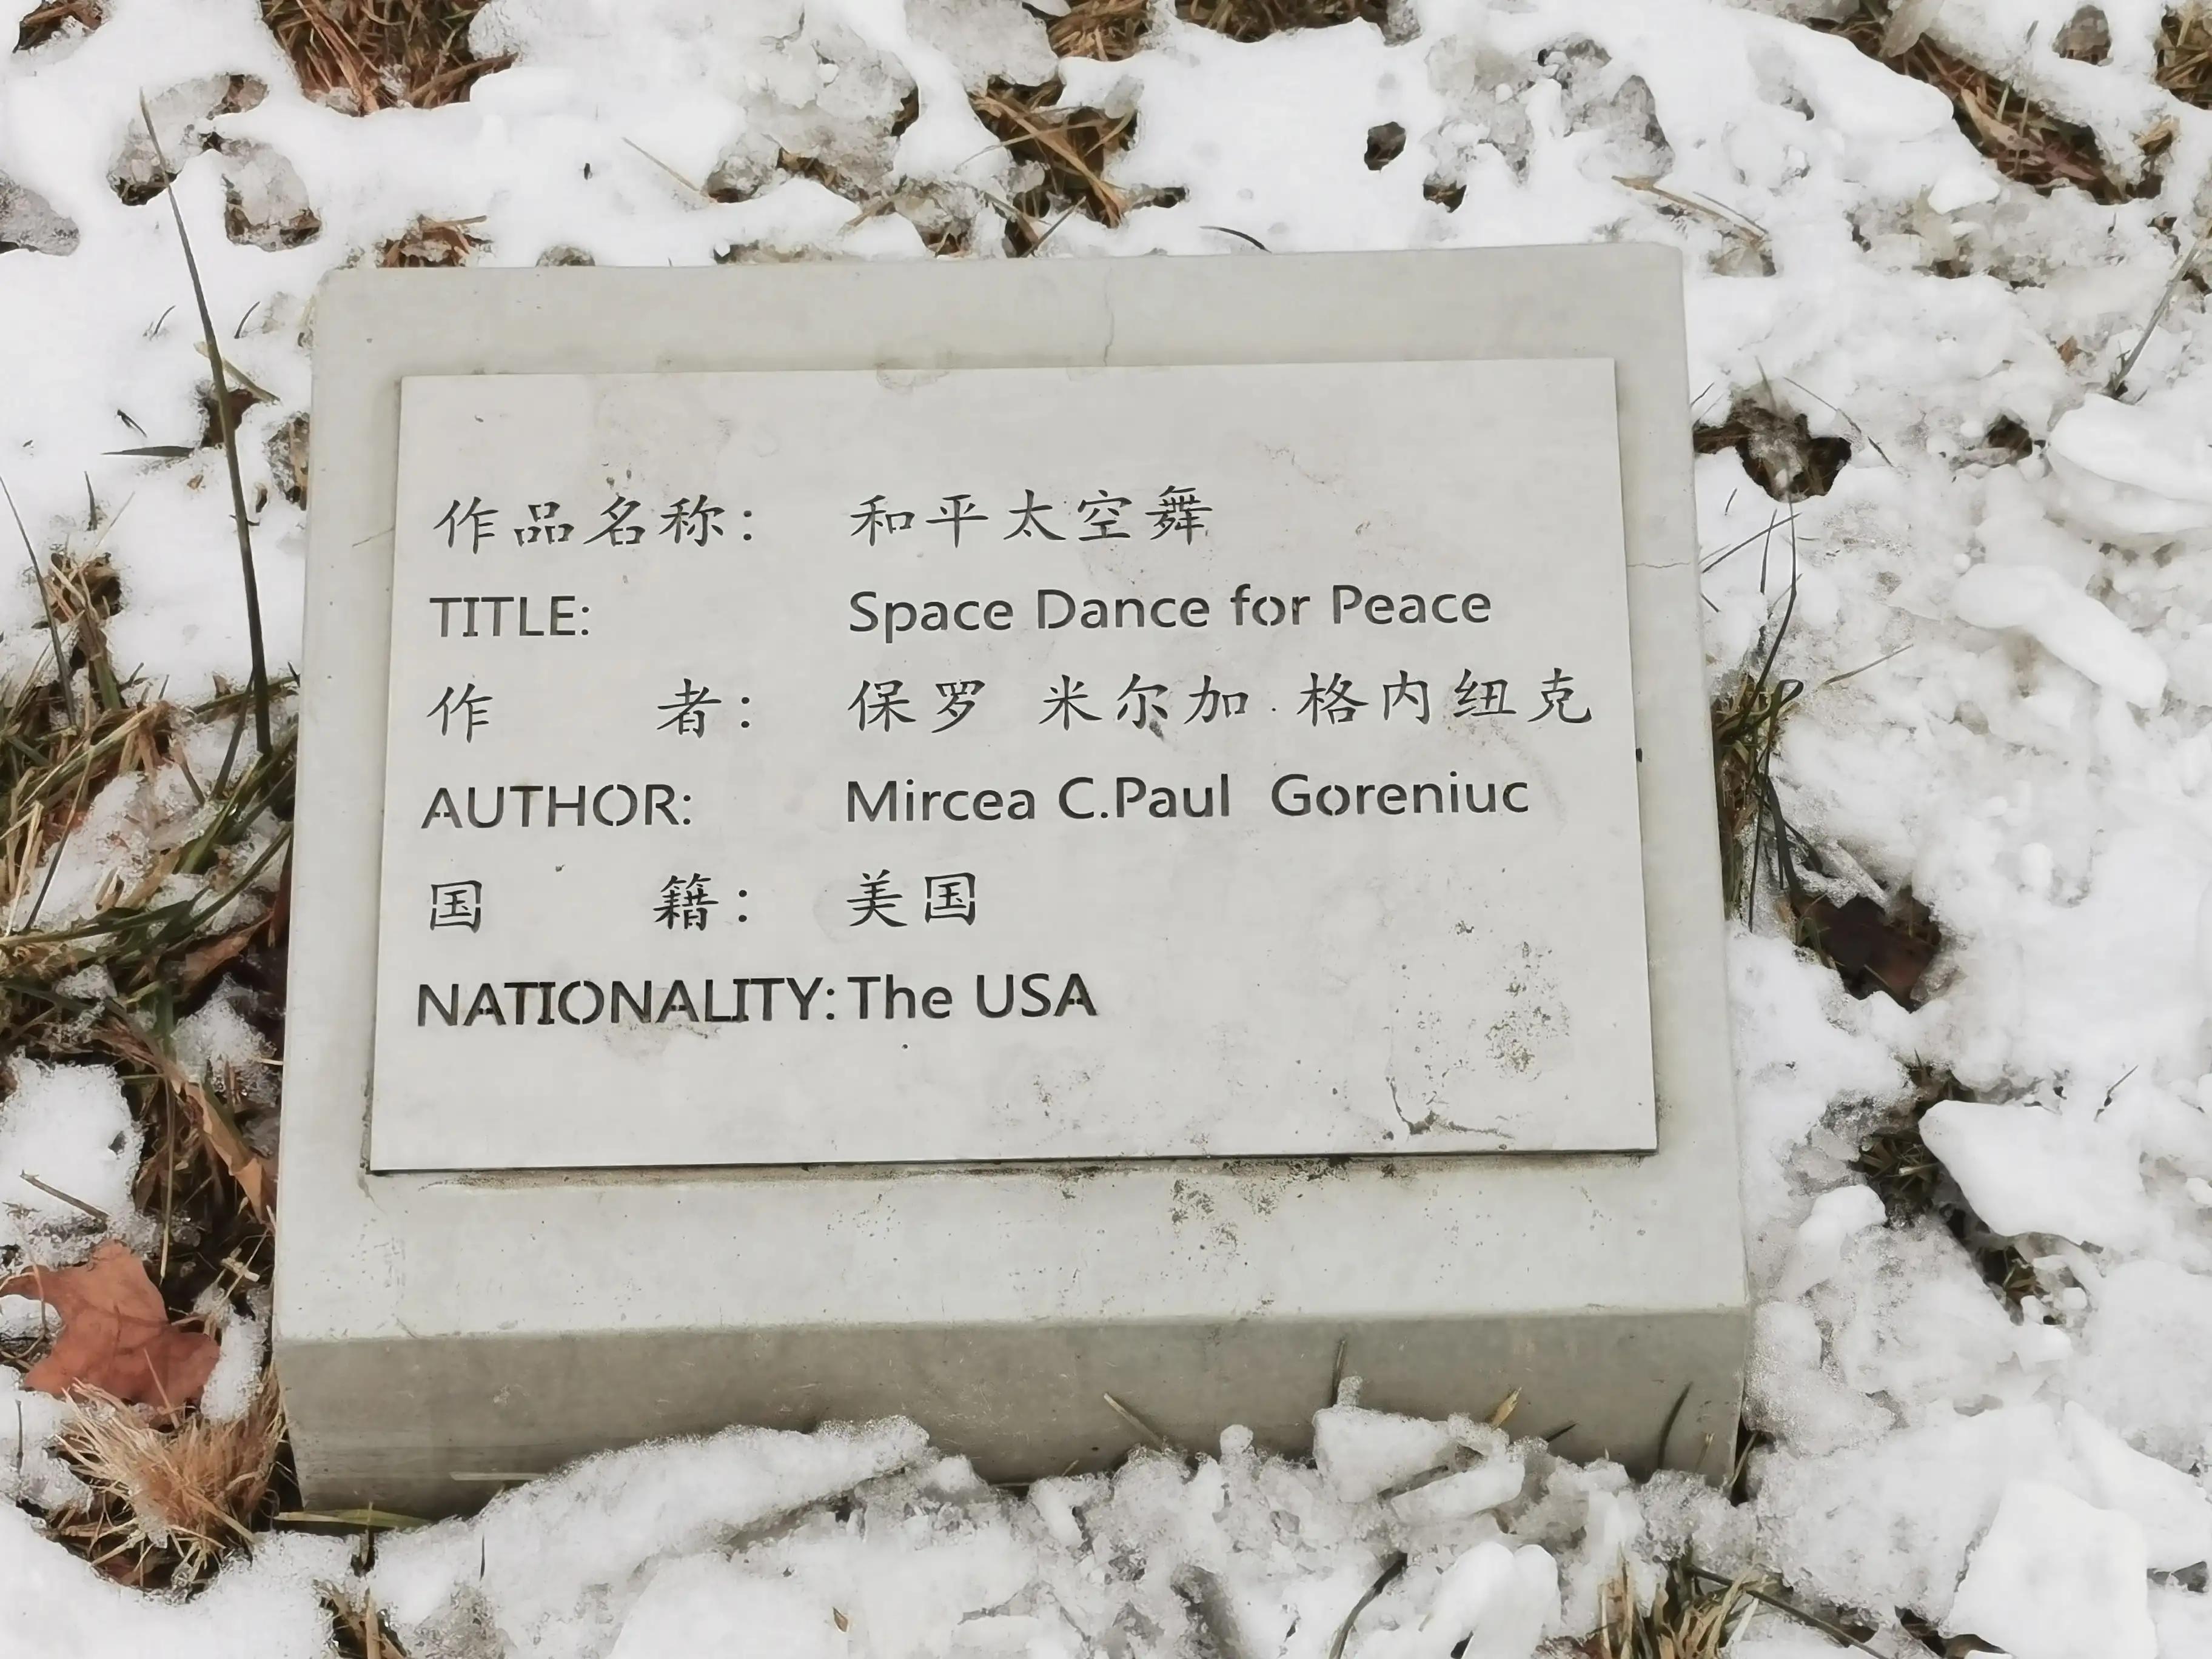 作品名称： 和平太空舞
TITLE: Space Dance for Peace
作 者： 保罗 米尔加·格内纽克
AUTHOR: Mircea C.Paul Goreniuc
国 籍： 美国
NATIONALITY: The USA